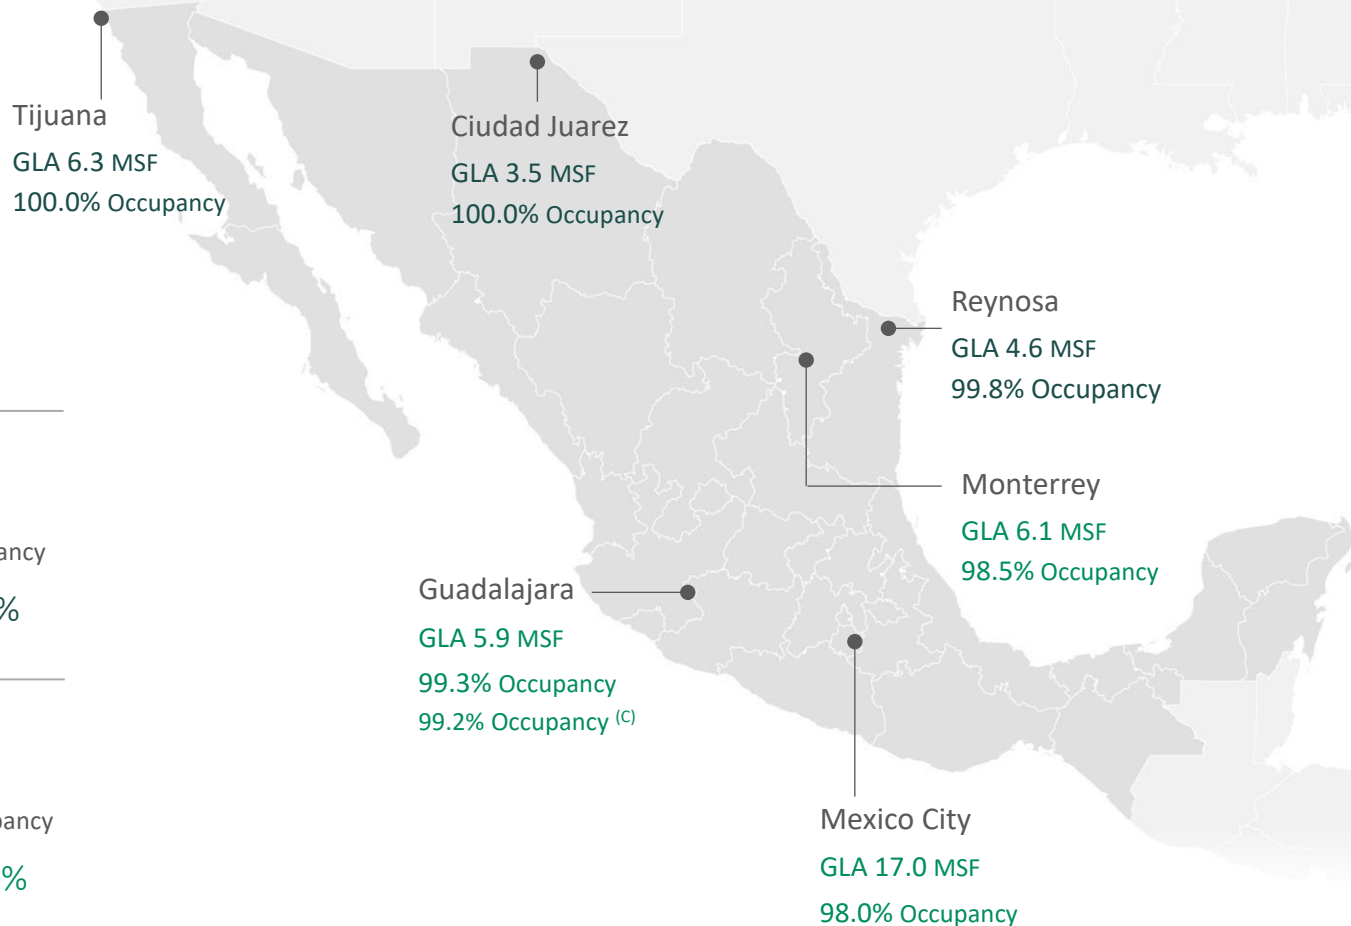 Tijuana
GLA 6.3 MSF
100.0% Occupancy
Ciudad Juarez
GLA 3.5 MSF
100.0% Occupancy
Reynosa
GLA 4.6 MSF
99.8% Occupancy
Monterrey
GLA 6.1 MSF
98.5% Occupancy
Guadalajara
GLA 5.9 MSF
99.3% Occupancy
99.2% Occupancy (C)
Mexico City
GLA 17.0 MSF
98.0% Occupancy
%
%